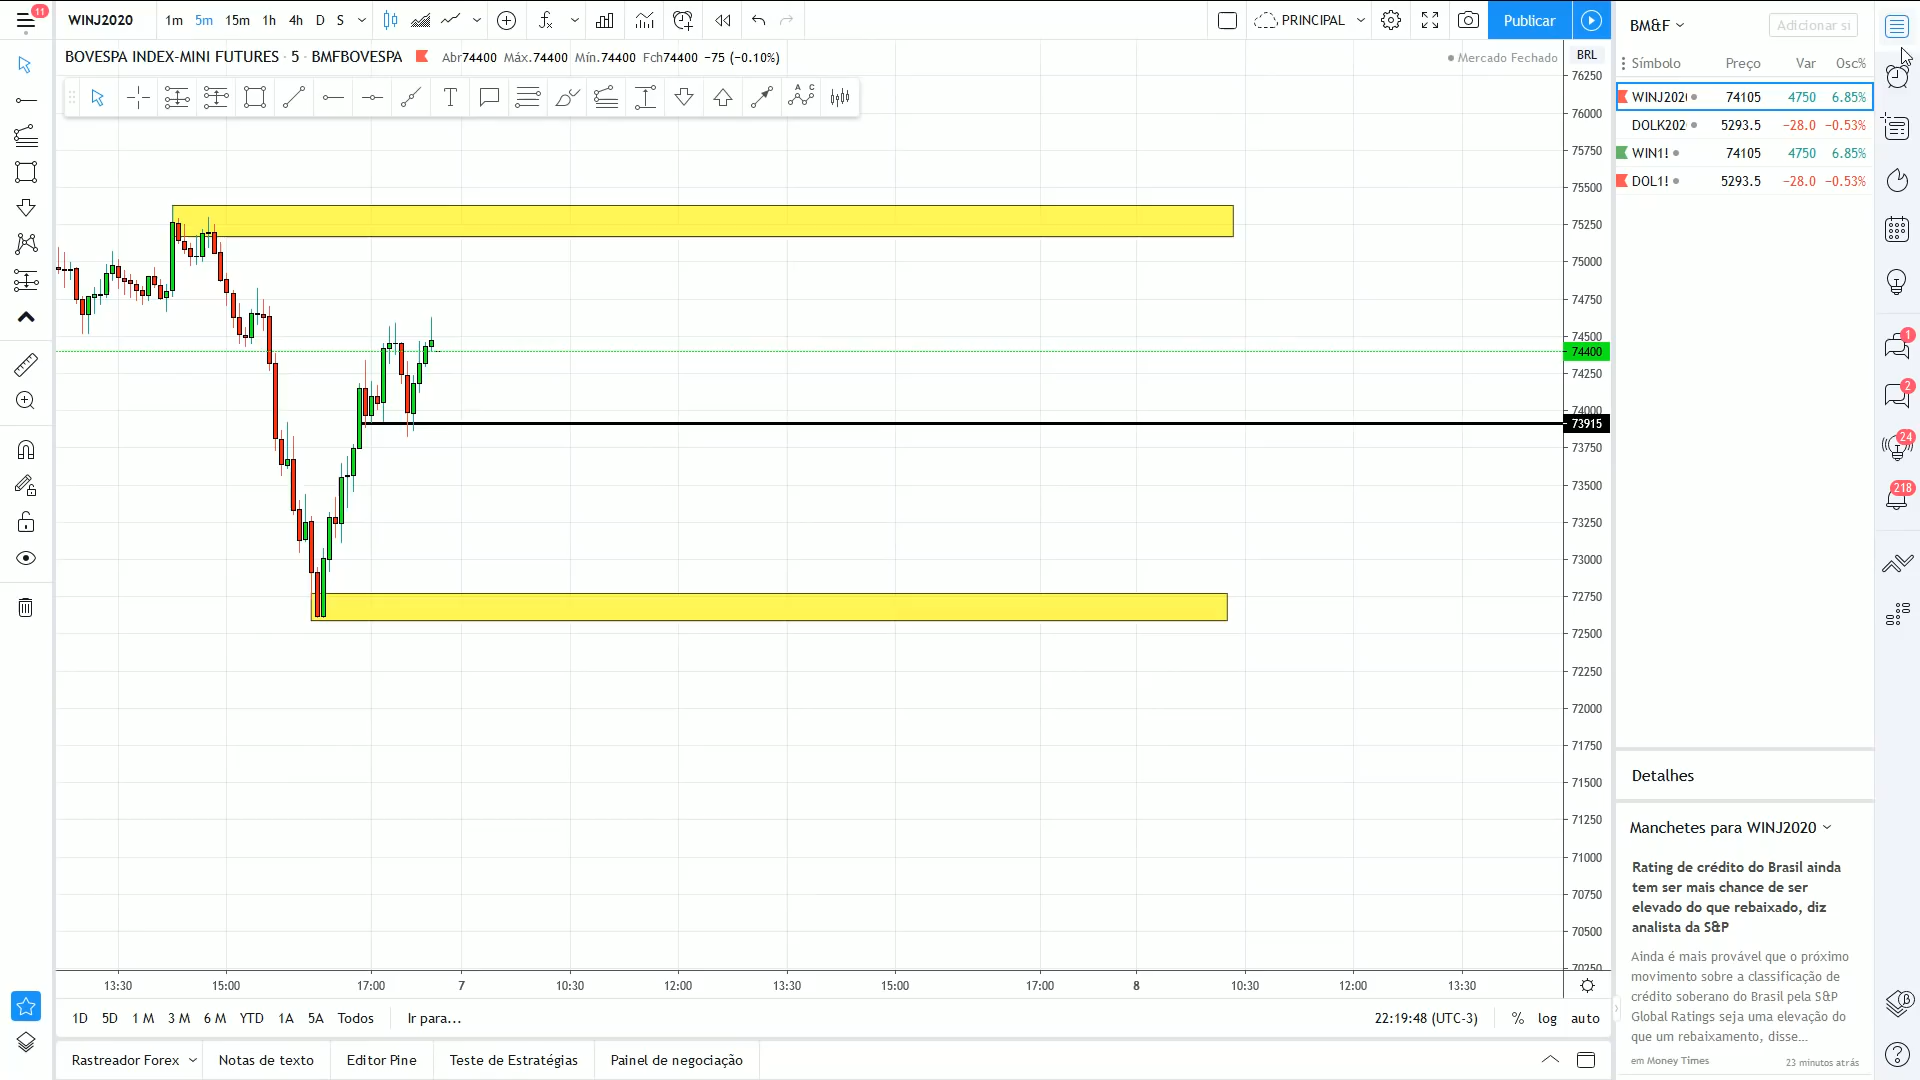 11
WINJ2020 1m 5m 15m 1h 4h D S PRINCIPAL Publicar
BOVESPA INDEX-MINI FUTURES · 5 · BMFBOVESPA Abr74400 Máx.74400 Mín.74400 Fch74400 −75 (−0.10%)
Mercado Fechado
BRL
76250
76000
75750
75500
75250
75000
74750
74500
74400
74250
74000
73915
73750
73500
73250
73000
72750
72500
72250
72000
71750
71500
71250
71000
70750
70500
70250
13:30 15:00 17:00 7 10:30 12:00 13:30 15:00 17:00 8 10:30 12:00 13:30
1D 5D 1 M 3 M 6 M YTD 1A 5A Todos Ir para...
22:19:48 (UTC-3) % log auto
Rastreador Forex Notas de texto Editor Pine Teste de Estratégias Painel de negociação
BM&F
Símbolo Preço Var Osc%
WINJ202 74105 4750 6.85%
DOLK202 5293.5 −28.0 −0.53%
WIN1! 74105 4750 6.85%
DOL1! 5293.5 −28.0 −0.53%
Detalhes
Manchetes para WINJ2020
Rating de crédito do Brasil ainda
tem ser mais chance de ser
elevado do que rebaixado, diz
analista da S&P
Ainda é mais provável que o próximo
movimento sobre a classificação de
crédito soberano do Brasil pela S&P
Global Ratings seja uma elevação do
que um rebaixamento, disse...
em Money Times 23 minutos atrás
1
2
24
218